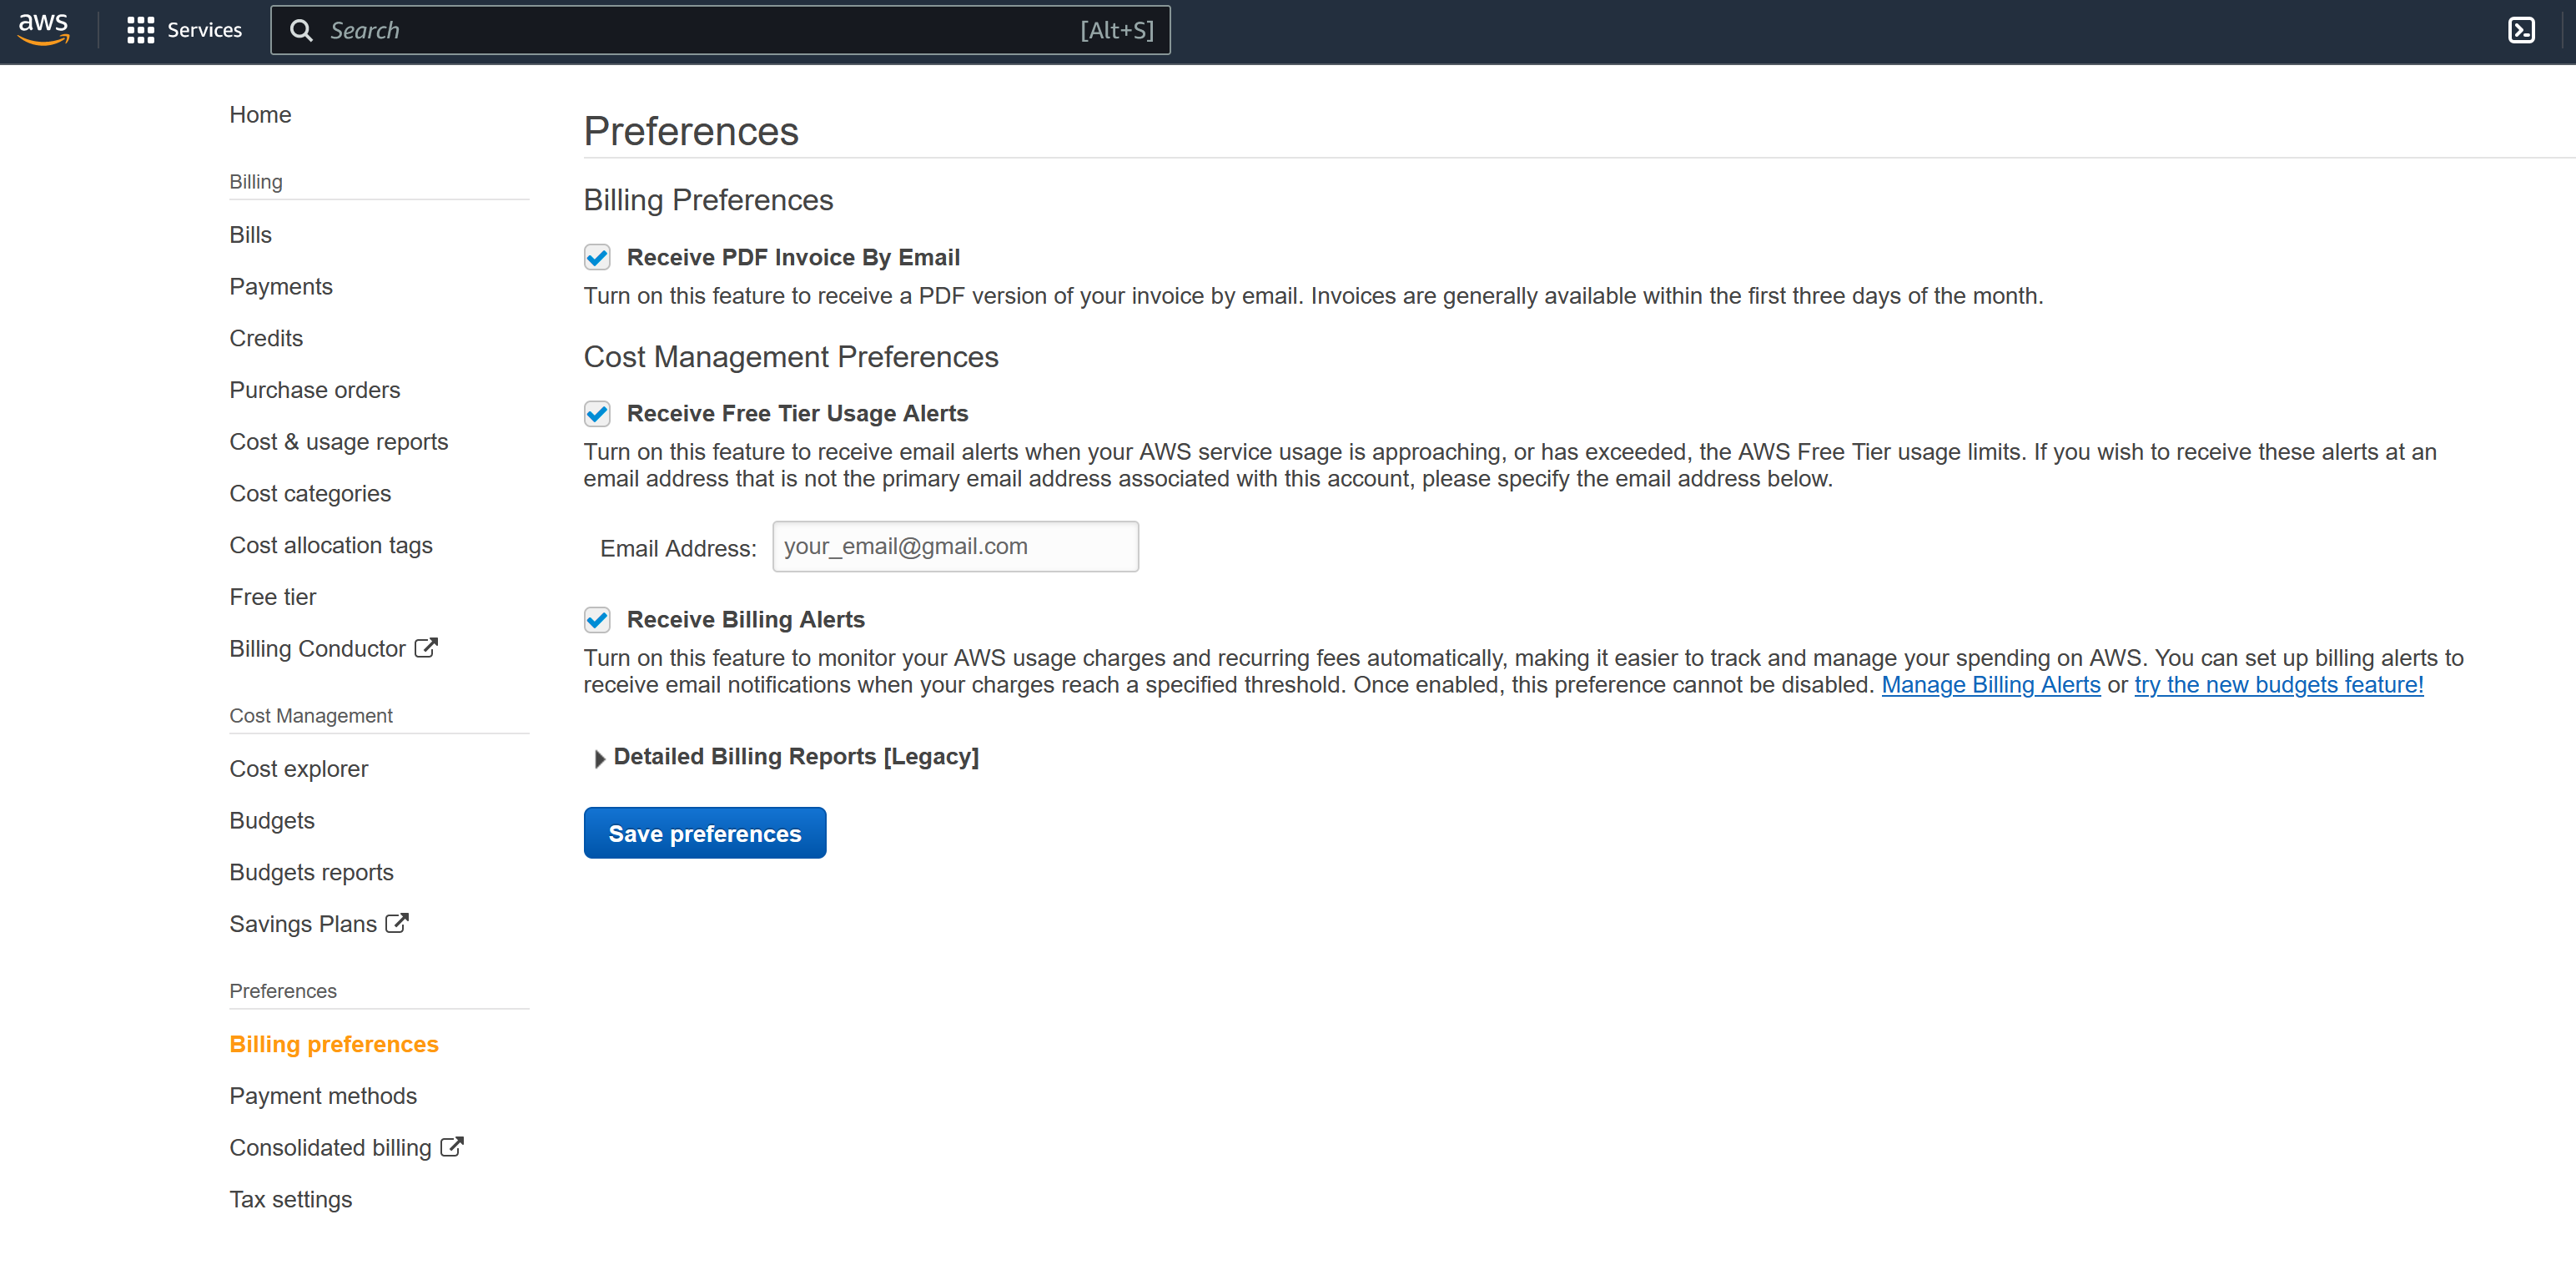 aws
Services
Search
[Alt+S]
Home
Billing
Bills
Payments
Credits
Purchase orders
Cost & usage reports
Cost categories
Cost allocation tags
Free tier
Billing Conductor
Cost Management
Cost explorer
Budgets
Budgets reports
Savings Plans
Preferences
Billing preferences
Payment methods
Consolidated billing
Tax settings
Preferences
Billing Preferences
Receive PDF Invoice By Email
Turn on this feature to receive a PDF version of your invoice by email. Invoices are generally available within the first three days of the month.
Cost Management Preferences
Receive Free Tier Usage Alerts
Turn on this feature to receive email alerts when your AWS service usage is approaching, or has exceeded, the AWS Free Tier usage limits. If you wish to receive these alerts at an
email address that is not the primary email address associated with this account, please specify the email address below.
Email Address: your_email@gmail.com
Receive Billing Alerts
Turn on this feature to monitor your AWS usage charges and recurring fees automatically, making it easier to track and manage your spending on AWS. You can set up billing alerts to
receive email notifications when your charges reach a specified threshold. Once enabled, this preference cannot be disabled. Manage Billing Alerts or try the new budgets feature!
Detailed Billing Reports [Legacy]
Save preferences